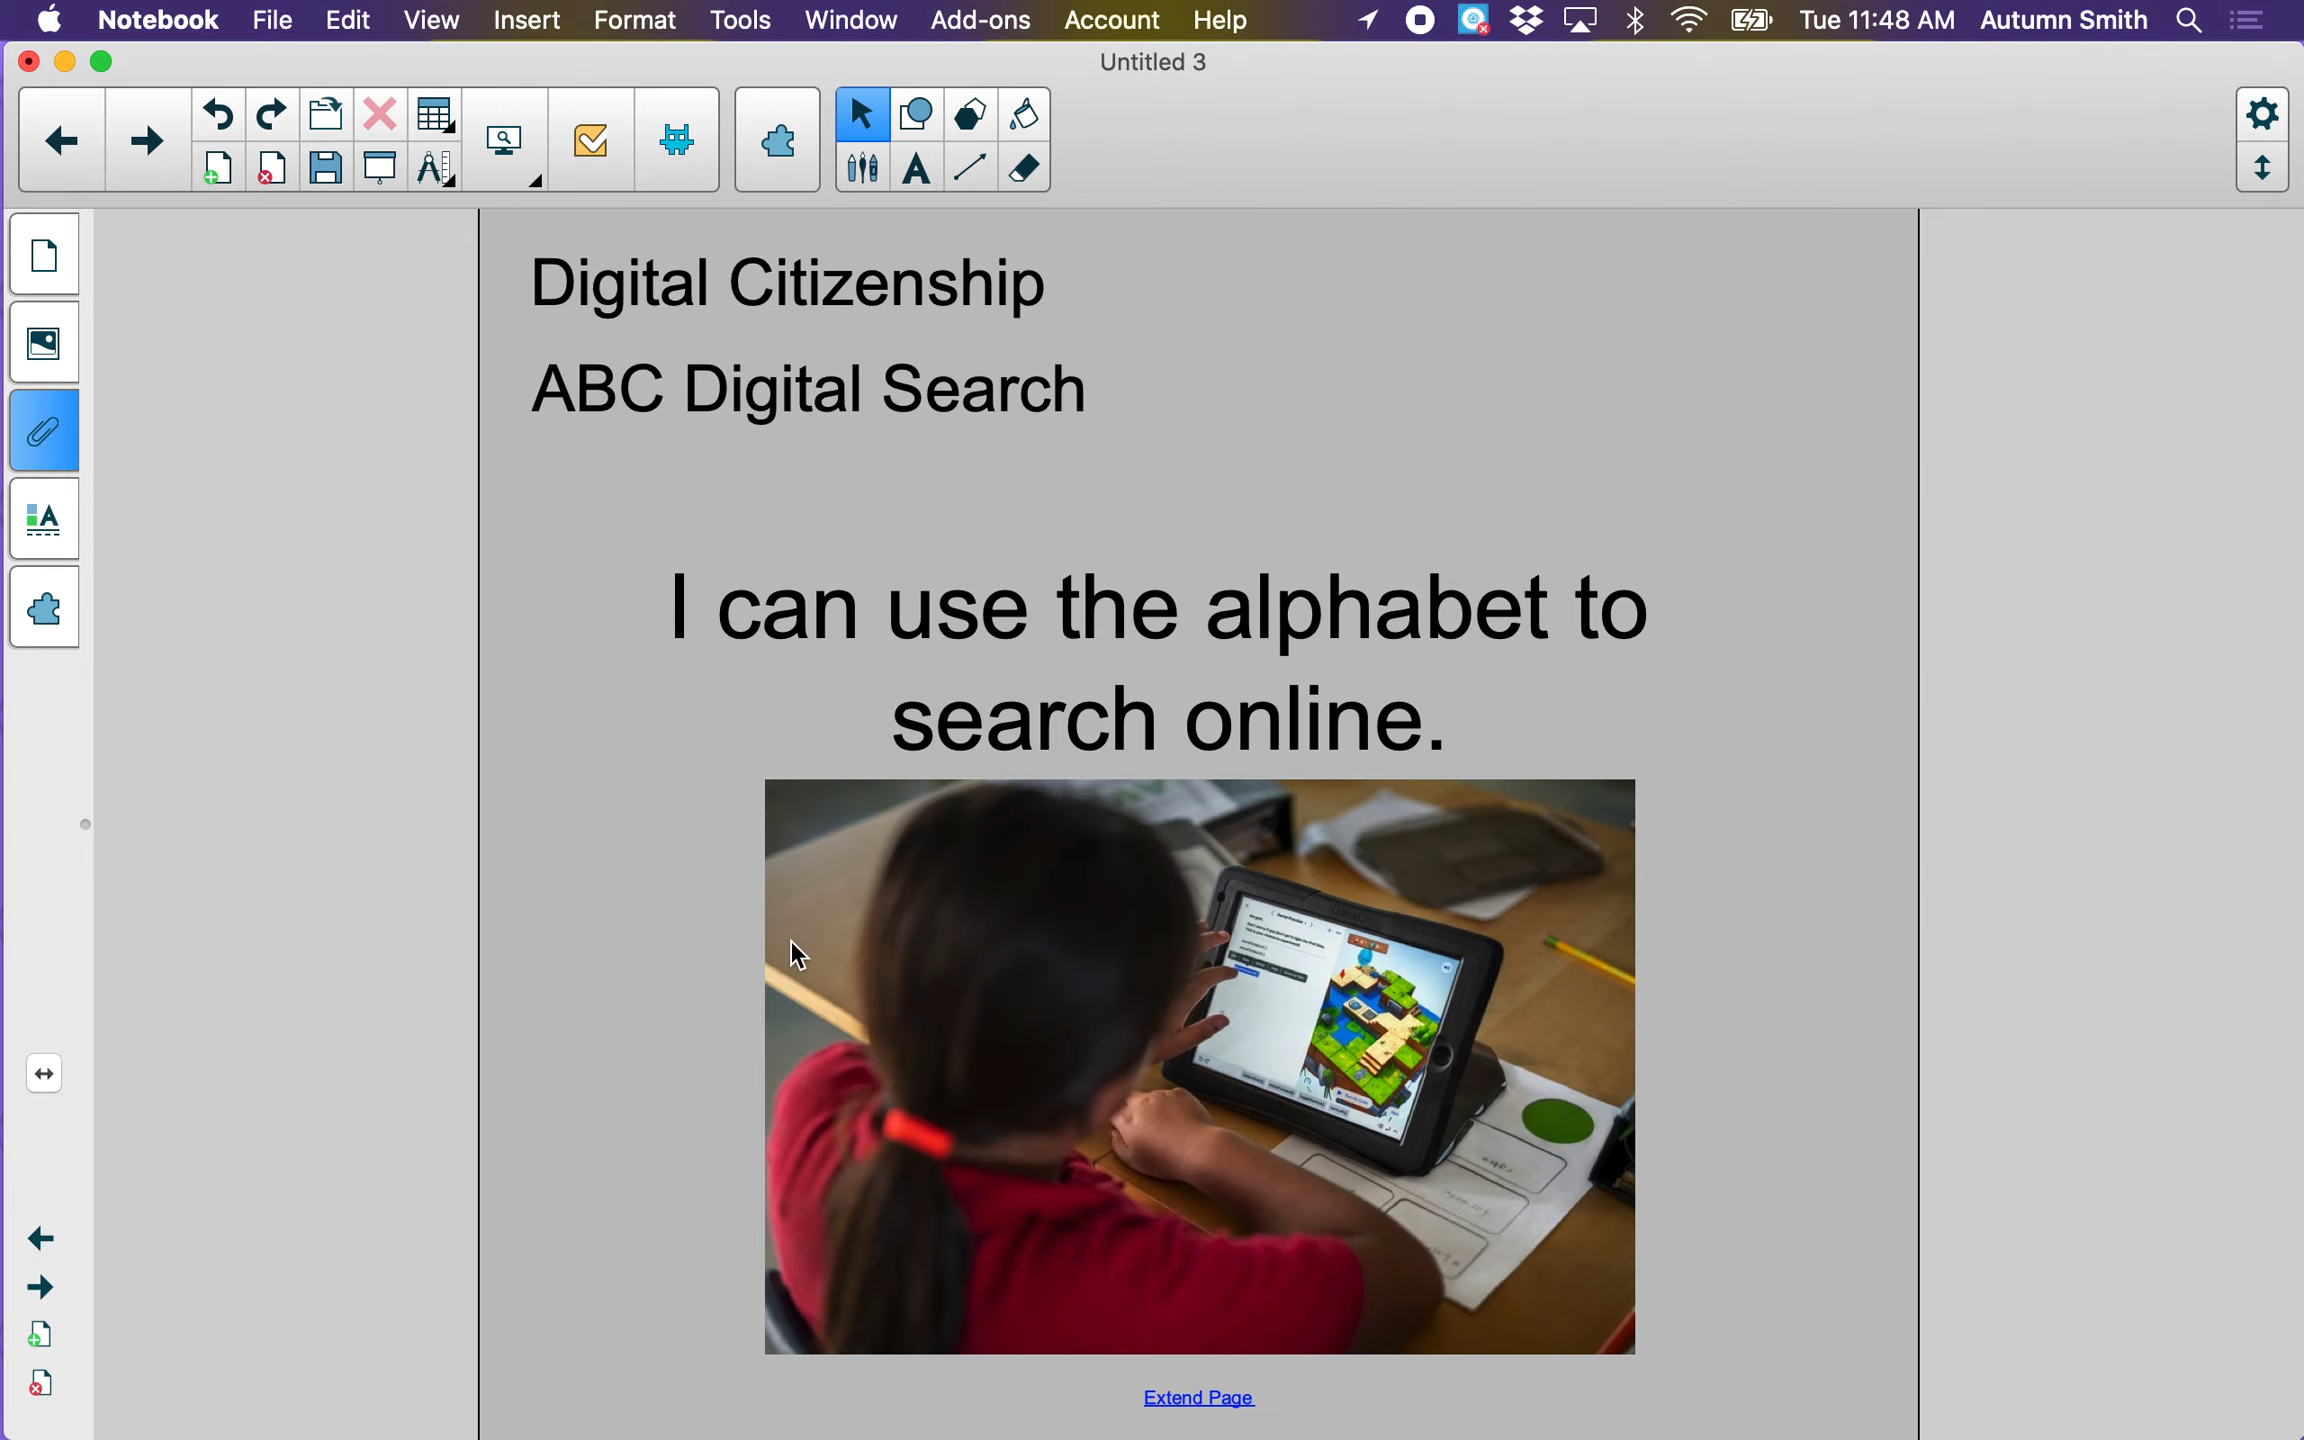 Notebook File Edit View Insert Format Tools Window Add-ons Account Help Tue 11:48 AM Autumn Smith
Untitled 3
Digital Citizenship
ABC Digital Search
I can use the alphabet to
search online.
Extend Page